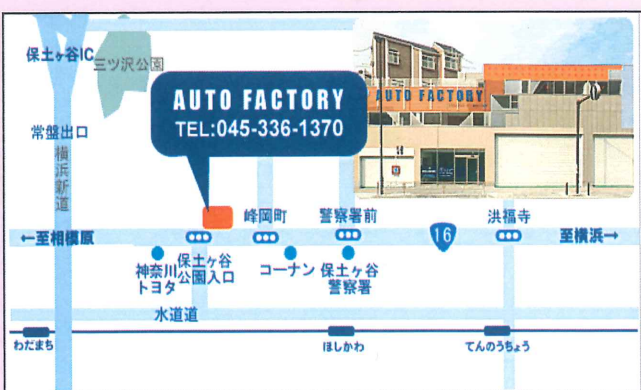 保土ヶ谷IC
三ツ沢公園
AUTO FACTORY
TEL:045-336-1370
AUTO FACTORY
常盤出口
横浜新道
峰岡町
警察署前
洪福寺
←至相模原
16
至横浜→
神奈川
トヨタ
保土ヶ谷
公園入口
コーナン
保土ヶ谷
警察署
水道道
わだまち
ほしかわ
てんのうちょう